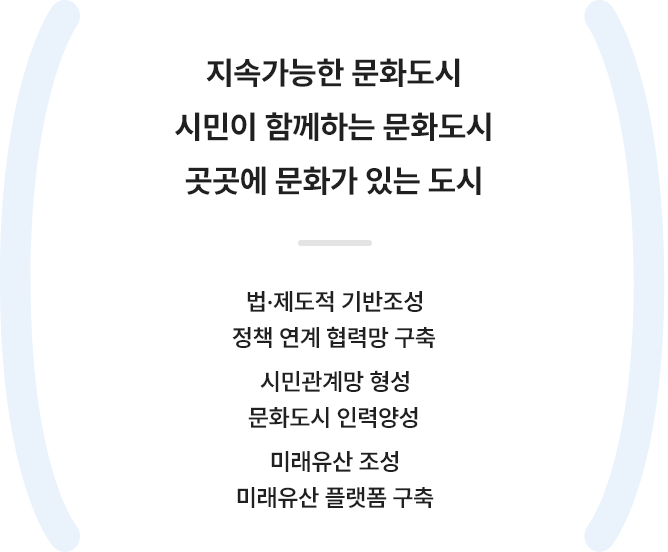 지속가능한 문화도시
시민이 함께하는 문화도시
곳곳에 문화가 있는 도시
법·제도적 기반조성
정책 연계 협력망 구축
시민관계망 형성
문화도시 인력양성
미래유산 조성
미래유산 플랫폼 구축